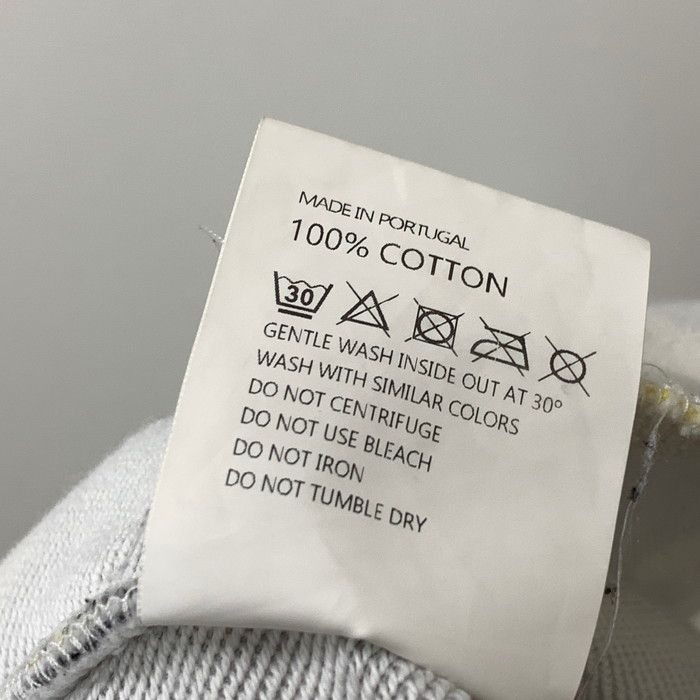 MADE IN PORTUGAL
100% COTTON
30
GENTLE WASH INSIDE OUT AT 30º
WASH WITH SIMILAR COLORS
DO NOT CENTRIFUGE
DO NOT USE BLEACH
DO NOT IRON
DO NOT TUMBLE DRY